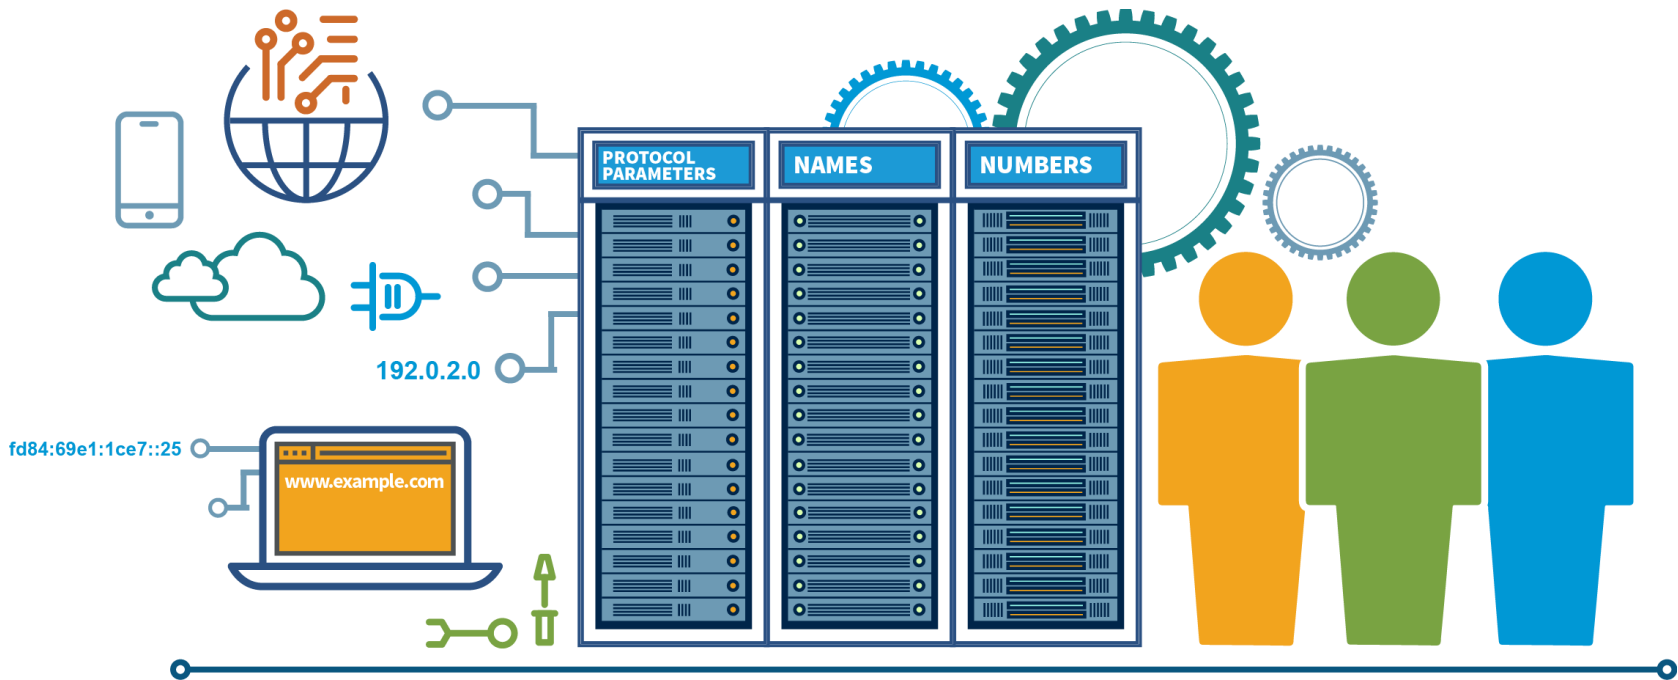 PROTOCOL
PARAMETERS
NAMES
NUMBERS
192.0.2.0
fd84:69e1:1ce7::25
www.example.com